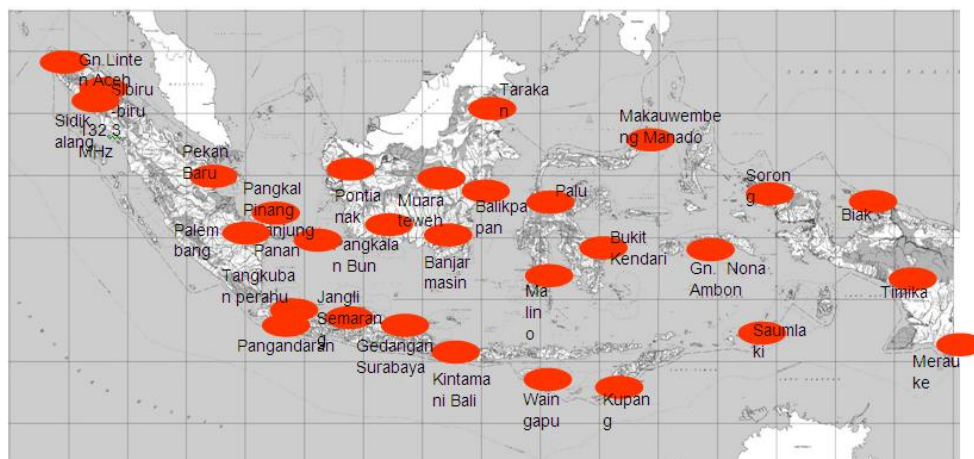 Gn.Linten
n Aceh
Sibiru
-biru
Sidik
alang
132,3
MHz
Pekan
Baru
Pangkal
Pinang
Palem
bang
Tanjung
Panan
Tangkuba
n perahu
Pangandaran
Jangli
Semaran
g
Gedangan
Surabaya
Kintama
ni Bali
Pontia
nak
Pangkala
n Bun
Muara
teweh
Banjar
masin
Balikpa
pan
Taraka
n
Makauwembe
ng Manado
Palu
Ma
lino
Bukit
Kendari
Wain
gapu
Kupan
g
Gn. Nona
Ambon
Saumla
ki
Soron
g
Biak
Timika
Merau
ke